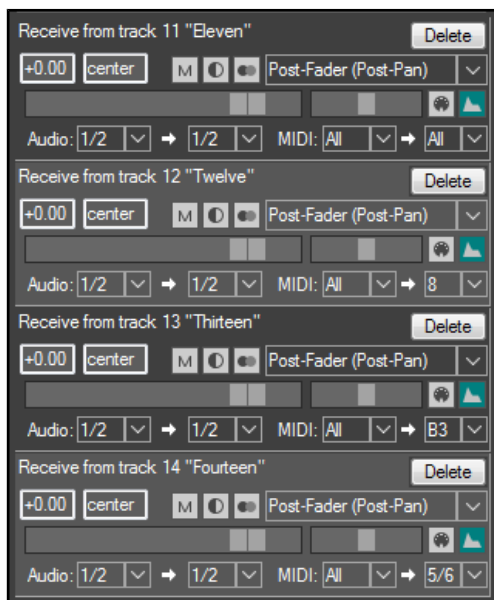 Receive from track 11 "Eleven" Delete
+0.00 center M Post-Fader (Post-Pan)
Audio: 1/2 1/2 MIDI: All All
Receive from track 12 "Twelve" Delete
+0.00 center M Post-Fader (Post-Pan)
Audio: 1/2 1/2 MIDI: All 8
Receive from track 13 "Thirteen" Delete
+0.00 center M Post-Fader (Post-Pan)
Audio: 1/2 1/2 MIDI: All B3
Receive from track 14 "Fourteen" Delete
+0.00 center M Post-Fader (Post-Pan)
Audio: 1/2 1/2 MIDI: All 5/6